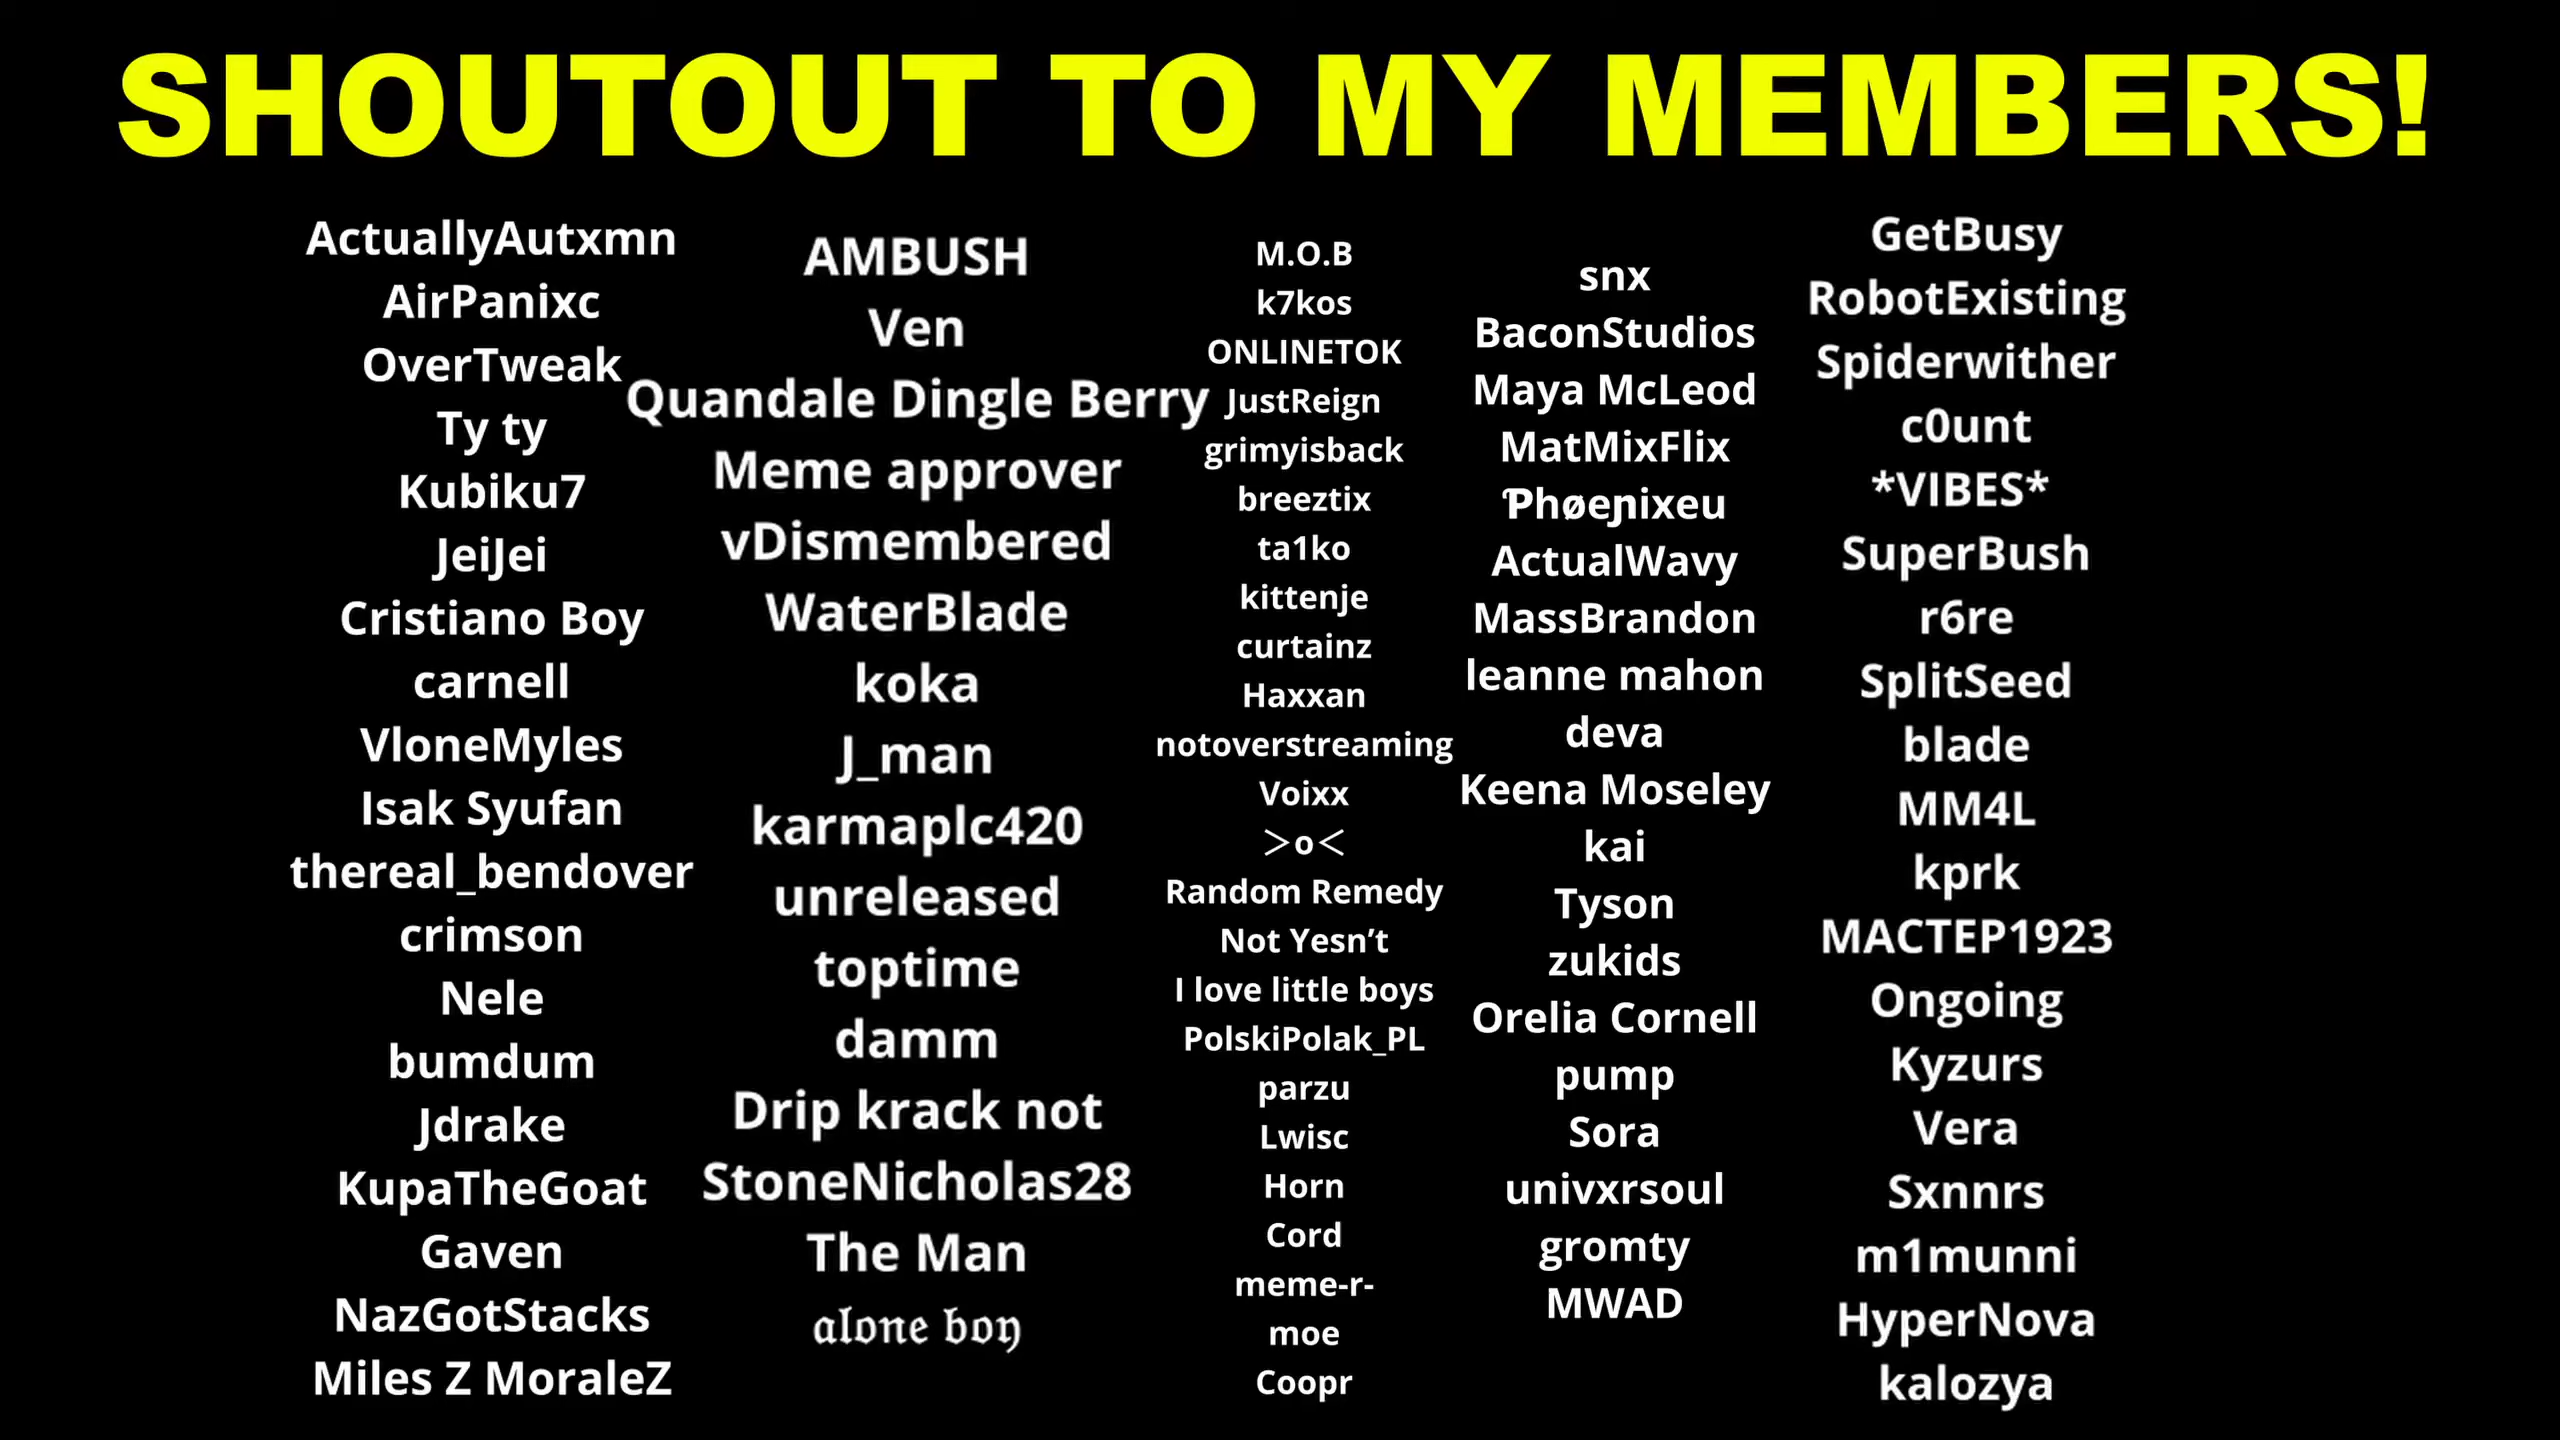 SHOUTOUT TO MY MEMBERS!
ActuallyAutxmn
AirPanixc
OverTweak
Ty ty
Kubiku7
JeiJei
Cristiano Boy
carnell
VloneMyles
Isak Syufan
thereal_bendover
crimson
Nele
bumdum
Jdrake
KupaTheGoat
Gaven
NazGotStacks
Miles Z MoraleZ
AMBUSH
Ven
Quandale Dingle Berry
Meme approver
vDismembered
WaterBlade
koka
J_man
karmaplc420
unreleased
toptime
damm
Drip krack not
StoneNicholas28
The Man
𝔞𝔩𝔬𝔫𝔢 𝔟𝔬𝔶
M.O.B
k7kos
ONLINETOK
JustReign
grimyisback
breeztix
ta1ko
kittenje
curtainz
Haxxan
notoverstreaming
Voixx
＞o＜
Random Remedy
Not Yesn’t
I love little boys
PolskiPolak_PL
parzu
Lwisc
Horn
Cord
meme-r-
moe
Coopr
snx
BaconStudios
Maya McLeod
MatMixFlix
Ƥhøeɲixeu
ActualWavy
MassBrandon
leanne mahon
deva
Keena Moseley
kai
Tyson
zukids
Orelia Cornell
pump
Sora
univxrsoul
gromty
MWAD
GetBusy
RobotExisting
Spiderwither
c0unt
*VIBES*
SuperBush
r6re
SplitSeed
blade
MM4L
kprk
MACTEP1923
Ongoing
Kyzurs
Vera
Sxnnrs
m1munni
HyperNova
kalozya